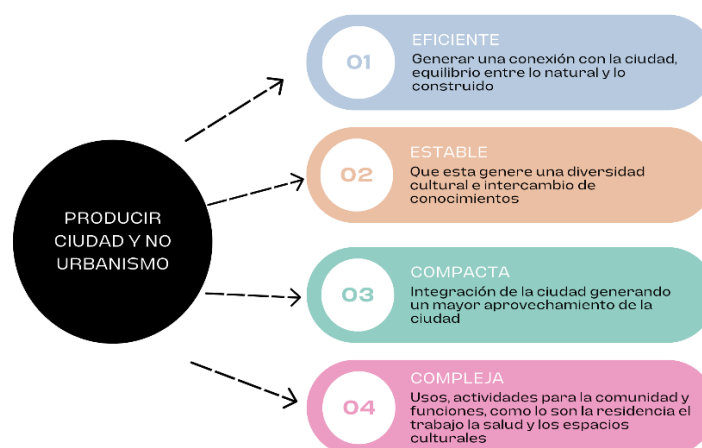 PRODUCIR
CIUDAD Y NO
URBANISMO
01
EFICIENTE
Generar una conexión con la ciudad,
equilibrio entre lo natural y lo
construido
02
ESTABLE
Que esta genere una diversidad
cultural e intercambio de
conocimientos
03
COMPACTA
Integración de la ciudad generando
un mayor aprovechamiento de la
ciudad
04
COMPLEJA
Usos, actividades para la comunidad y
funciones, como lo son la residencia el
trabajo la salud y los espacios
culturales